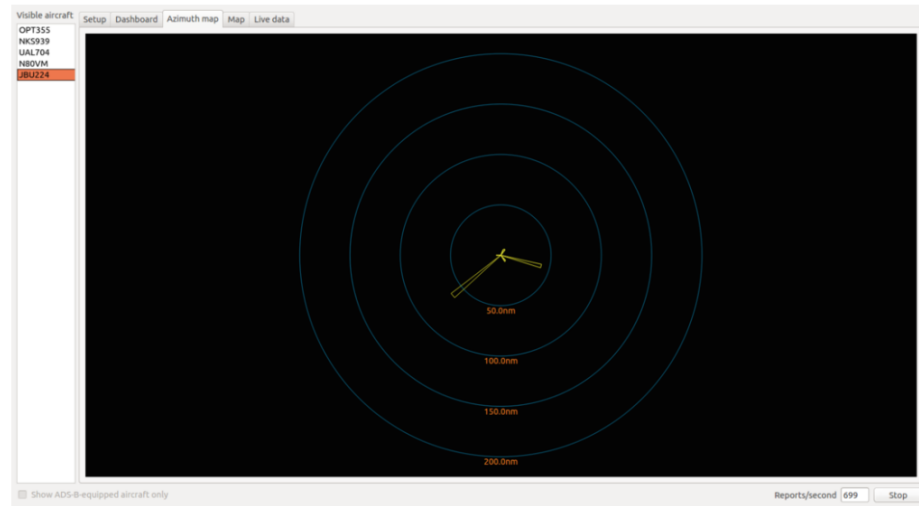 Visible aircraft
OPT355
NKS939
UAL704
N80VM
JBU224
Setup Dashboard Azimuth map Map Live data
50.0nm
100.0nm
150.0nm
200.0nm
Show ADS-B-equipped aircraft only
Reports/second 699 Stop